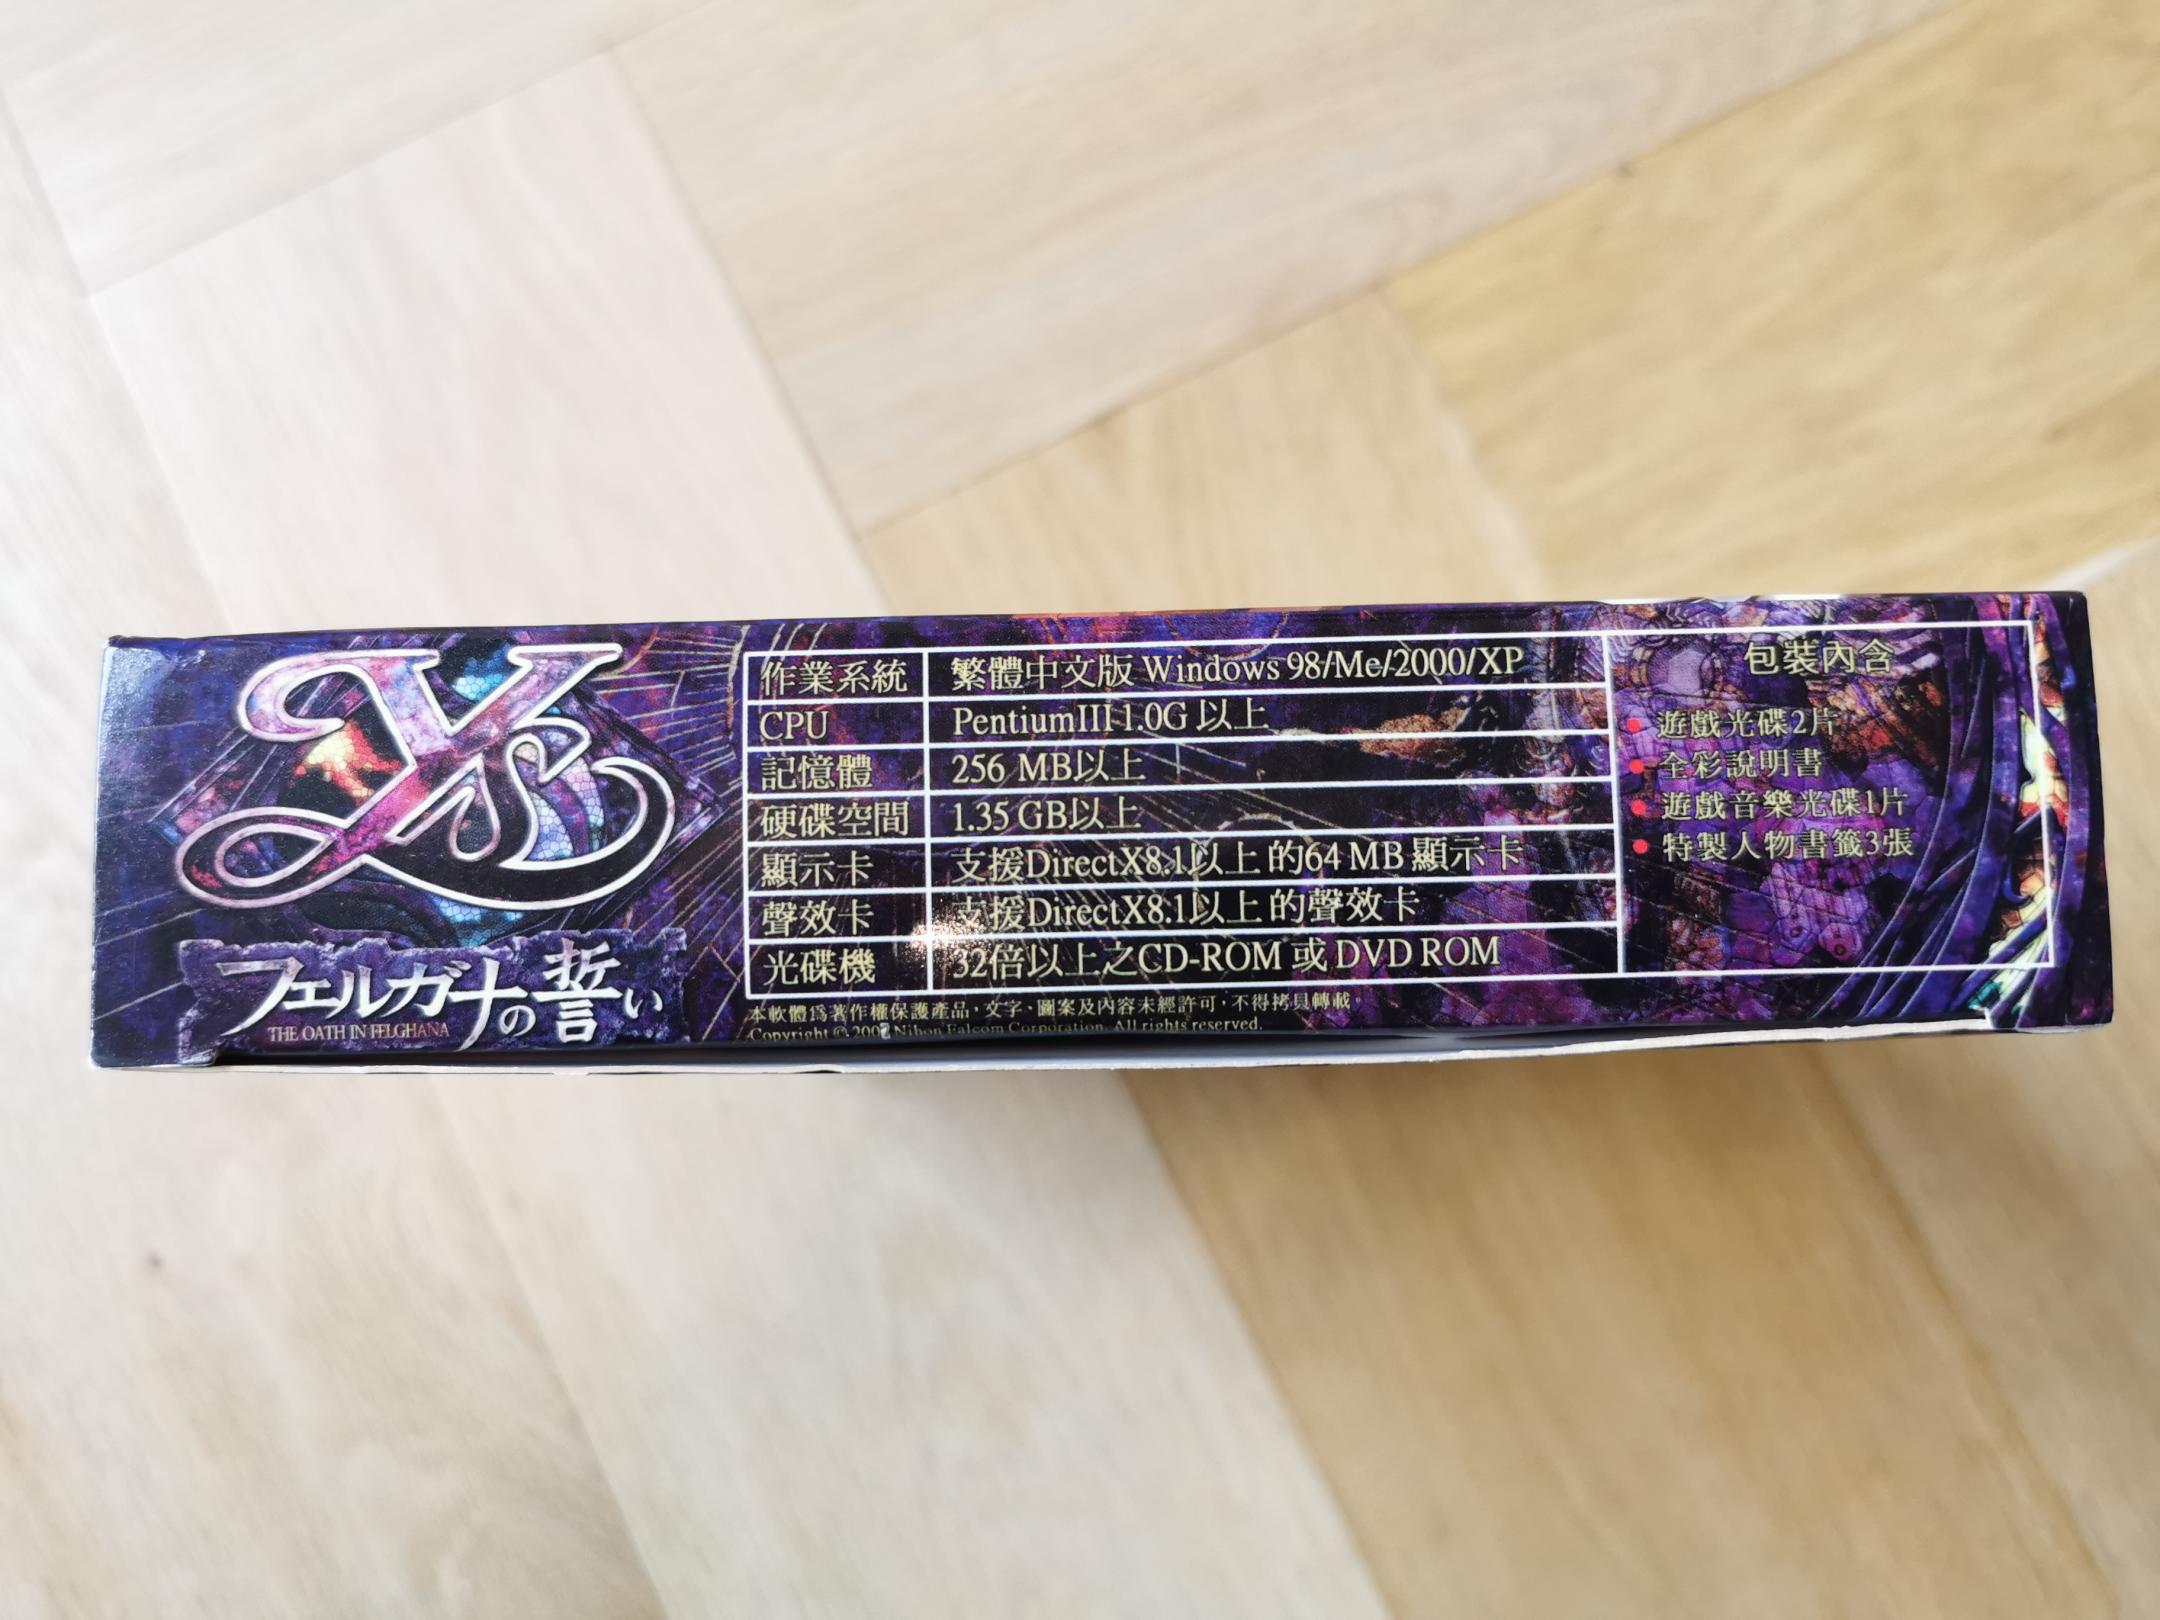 Ys
フェルガナの誓い
THE OATH IN FELGHANA
作業系統 繁體中文版 Windows 98/Me/2000/XP
CPU PentiumIII 1.0G 以上
記憶體 256 MB以上
硬碟空間 1.35 GB以上
顯示卡 支援DirectX8.1以上的64 MB 顯示卡
聲效卡 支援DirectX8.1以上的聲效卡
光碟機 32倍以上之CD-ROM 或 DVD ROM
本軟體爲著作權保護產品，文字、圖案及內容未經許可，不得拷貝轉載。
Copyright © Nihon Falcom Corporation. All rights reserved.
包裝內含
遊戲光碟2片
全彩說明書
遊戲音樂光碟1片
特製人物書籤3張